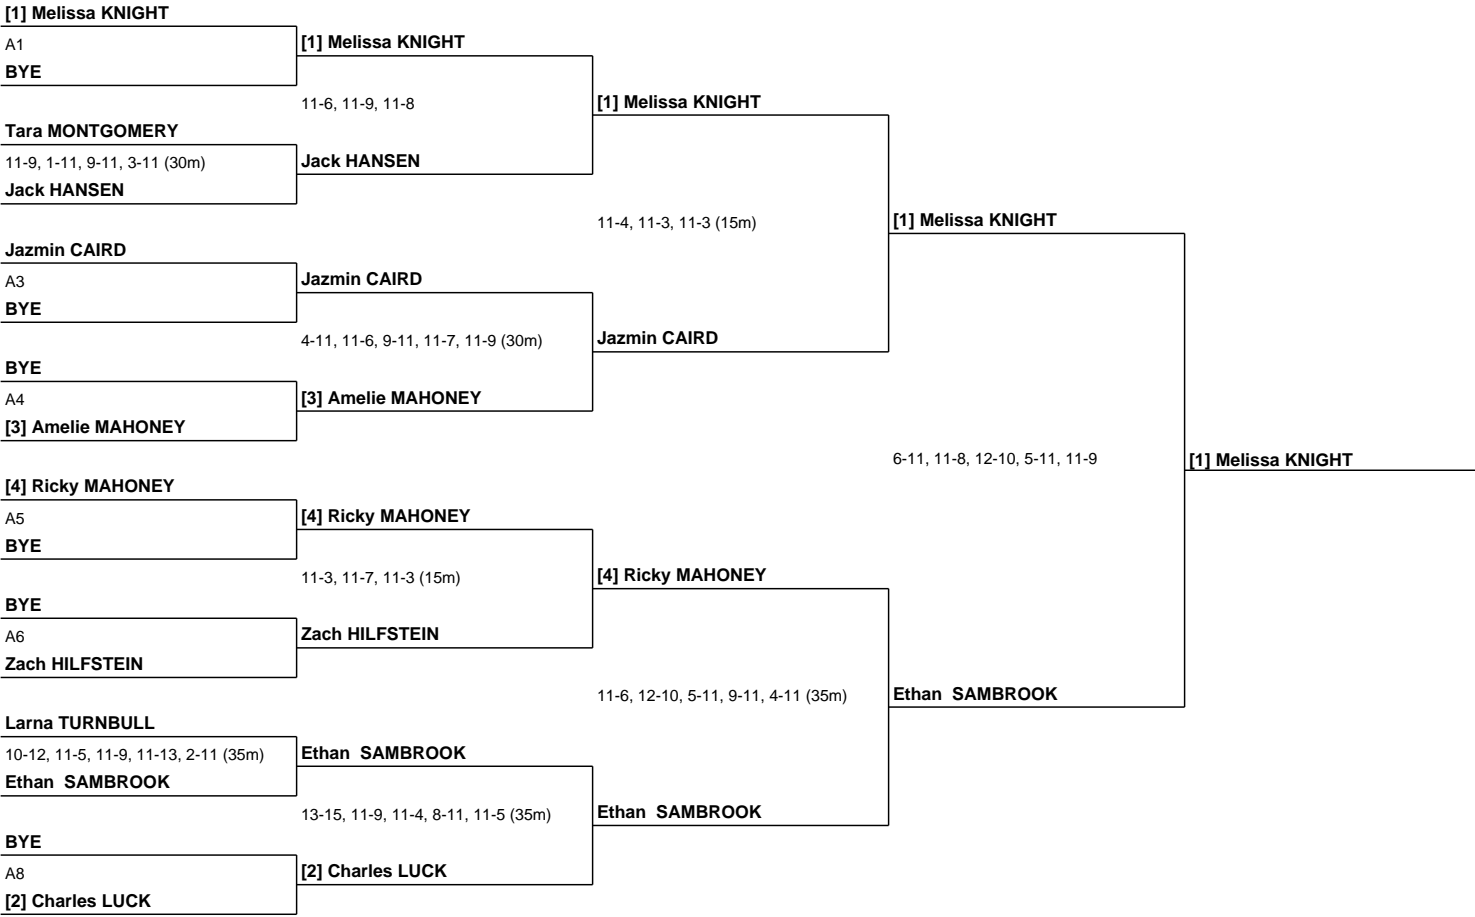 [1] Melissa KNIGHT
A1
BYE
Tara MONTGOMERY
11-9, 1-11, 9-11, 3-11 (30m)
Jack HANSEN
Jazmin CAIRD
A3
BYE
BYE
A4
[3] Amelie MAHONEY
[4] Ricky MAHONEY
A5
BYE
BYE
A6
Zach HILFSTEIN
Larna TURNBULL
10-12, 11-5, 11-9, 11-13, 2-11 (35m)
Ethan  SAMBROOK
BYE
A8
[2] Charles LUCK
[1] Melissa KNIGHT
11-6, 11-9, 11-8
Jack HANSEN
Jazmin CAIRD
4-11, 11-6, 9-11, 11-7, 11-9 (30m)
[3] Amelie MAHONEY
[4] Ricky MAHONEY
11-3, 11-7, 11-3 (15m)
Zach HILFSTEIN
Ethan  SAMBROOK
13-15, 11-9, 11-4, 8-11, 11-5 (35m)
[2] Charles LUCK
[1] Melissa KNIGHT
11-4, 11-3, 11-3 (15m)
Jazmin CAIRD
[4] Ricky MAHONEY
11-6, 12-10, 5-11, 9-11, 4-11 (35m)
Ethan  SAMBROOK
[1] Melissa KNIGHT
6-11, 11-8, 12-10, 5-11, 11-9
Ethan  SAMBROOK
[1] Melissa KNIGHT